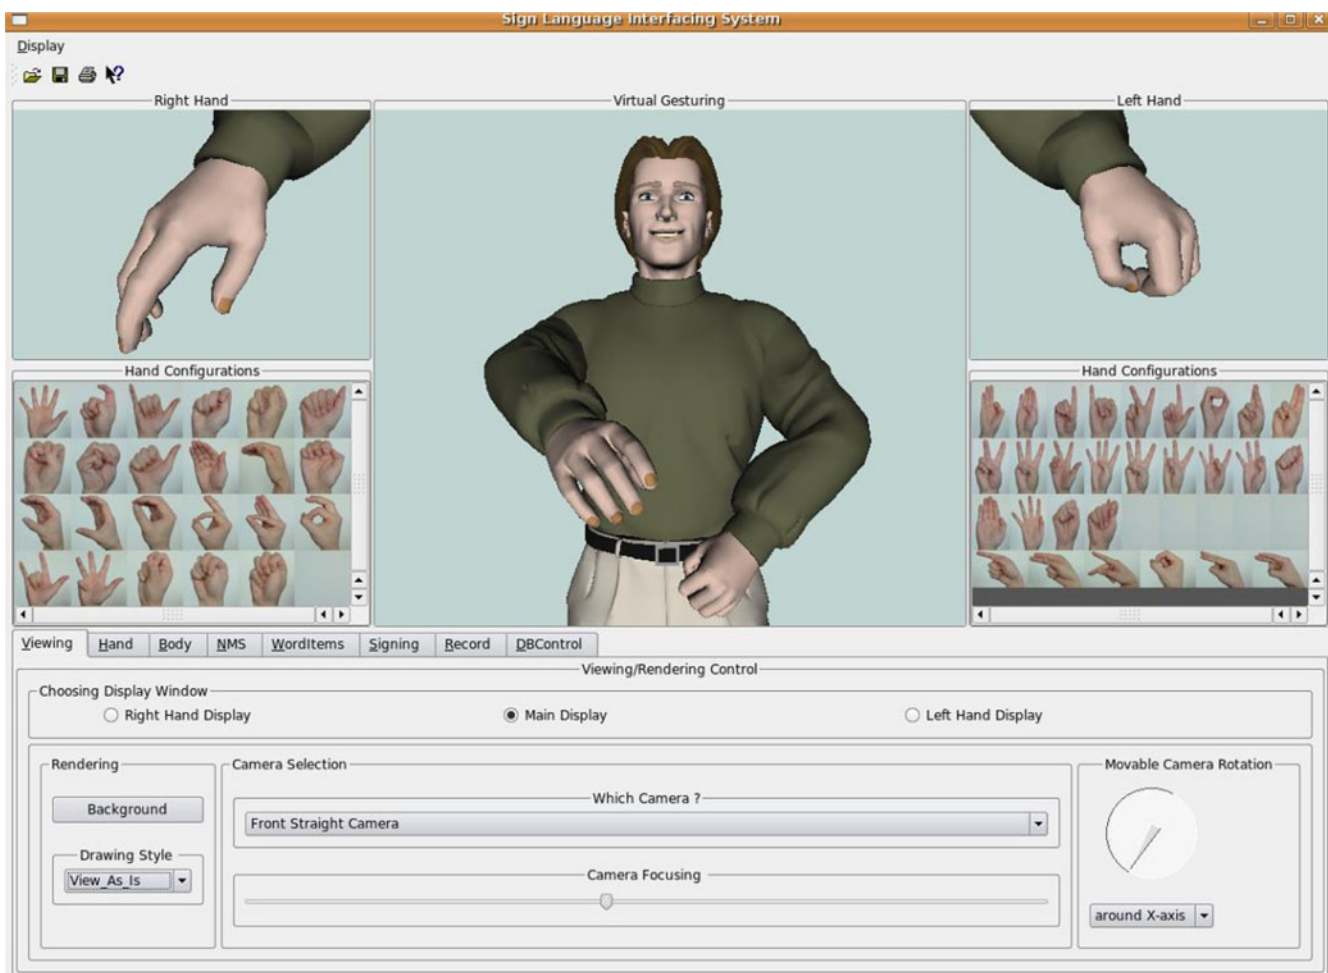 Sign Language Interfacing System
Display
Right Hand
Virtual Gesturing
Left Hand
Hand Configurations
Hand Configurations
Viewing Hand Body NMS WordItems Signing Record DBControl
Viewing/Rendering Control
Choosing Display Window
Right Hand Display Main Display Left Hand Display
Rendering
Camera Selection
Movable Camera Rotation
Background
Which Camera ?
Front Straight Camera
Drawing Style
View_As_Is
Camera Focusing
around X-axis